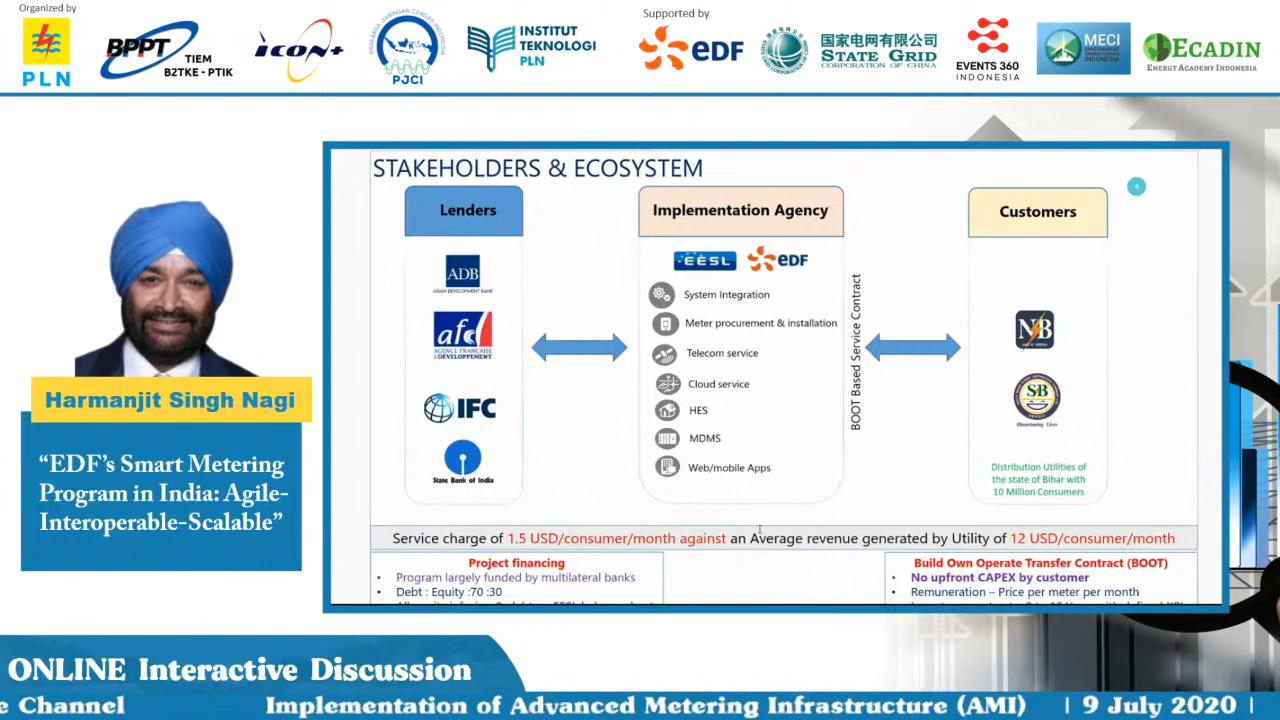 Organized by
PLN
BPPT
TIEM
B2TKE - PTIK
icon+
PRAKARSA JARINGAN CERDAS INDONESIA
PJCI
INSTITUT
TEKNOLOGI
PLN
Supported by
edf
国家电网有限公司
STATE GRID
CORPORATION OF CHINA
EVENTS 360
INDONESIA
MECI
ECADIN
ENERGY ACADEMY INDONESIA
STAKEHOLDERS & ECOSYSTEM
4
Lenders
ADB
ASIAN DEVELOPMENT BANK
afd
AGENCE FRANÇAISE
DE DÉVELOPPEMENT
IFC
State Bank of India
Implementation Agency
EESL
edf
System Integration
Meter procurement & installation
Telecom service
Cloud service
HES
MDMS
Web/mobile Apps
BOOT Based Service Contract
Customers
NB
SB
Illuminating Lives
Distribution Utilities of
the state of Bihar with
10 Million Consumers
Service charge of 1.5 USD/consumer/month against an Average revenue generated by Utility of 12 USD/consumer/month
Project financing
• Program largely funded by multilateral banks
• Debt : Equity :70 :30
Build Own Operate Transfer Contract (BOOT)
• No upfront CAPEX by customer
• Remuneration – Price per meter per month
Harmanjit Singh Nagi
“EDF’s Smart Metering
Program in India: Agile-
Interoperable-Scalable”
ONLINE Interactive Discussion
e Channel
Implementation of Advanced Metering Infrastructure (AMI)
| 9 July 2020 |